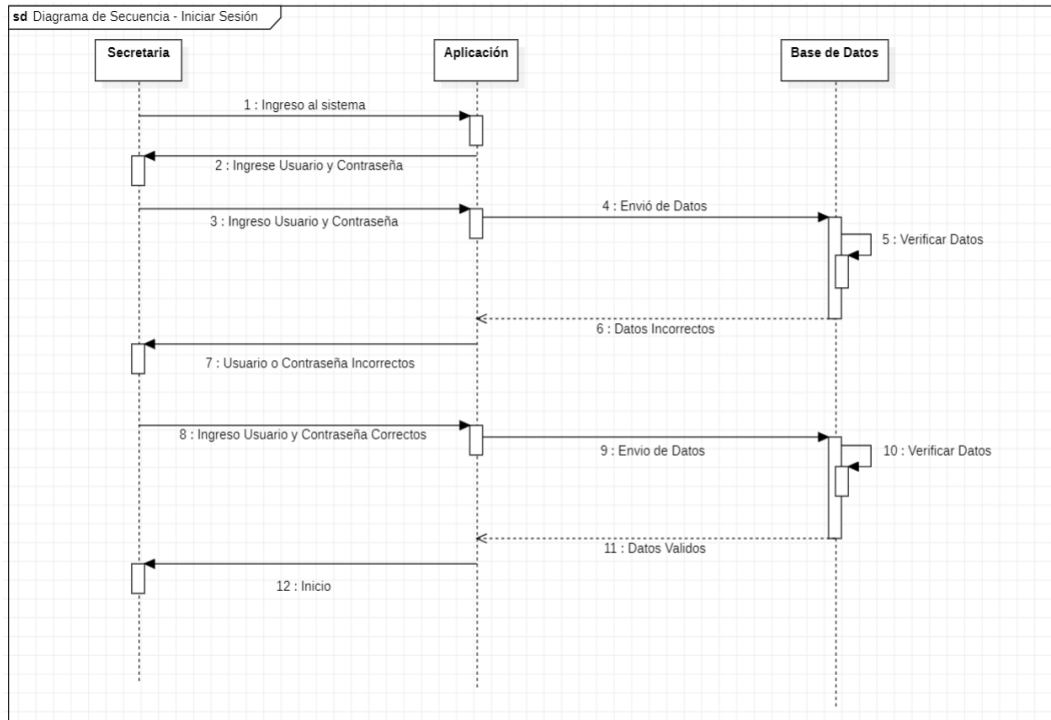 sd Diagrama de Secuencia - Iniciar Sesión
Secretaria
Aplicación
Base de Datos
1 : Ingreso al sistema
2 : Ingrese Usuario y Contraseña
3 : Ingreso Usuario y Contraseña
4 : Envió de Datos
5 : Verificar Datos
6 : Datos Incorrectos
7 : Usuario o Contraseña Incorrectos
8 : Ingreso Usuario y Contraseña Correctos
9 : Envio de Datos
10 : Verificar Datos
11 : Datos Validos
12 : Inicio